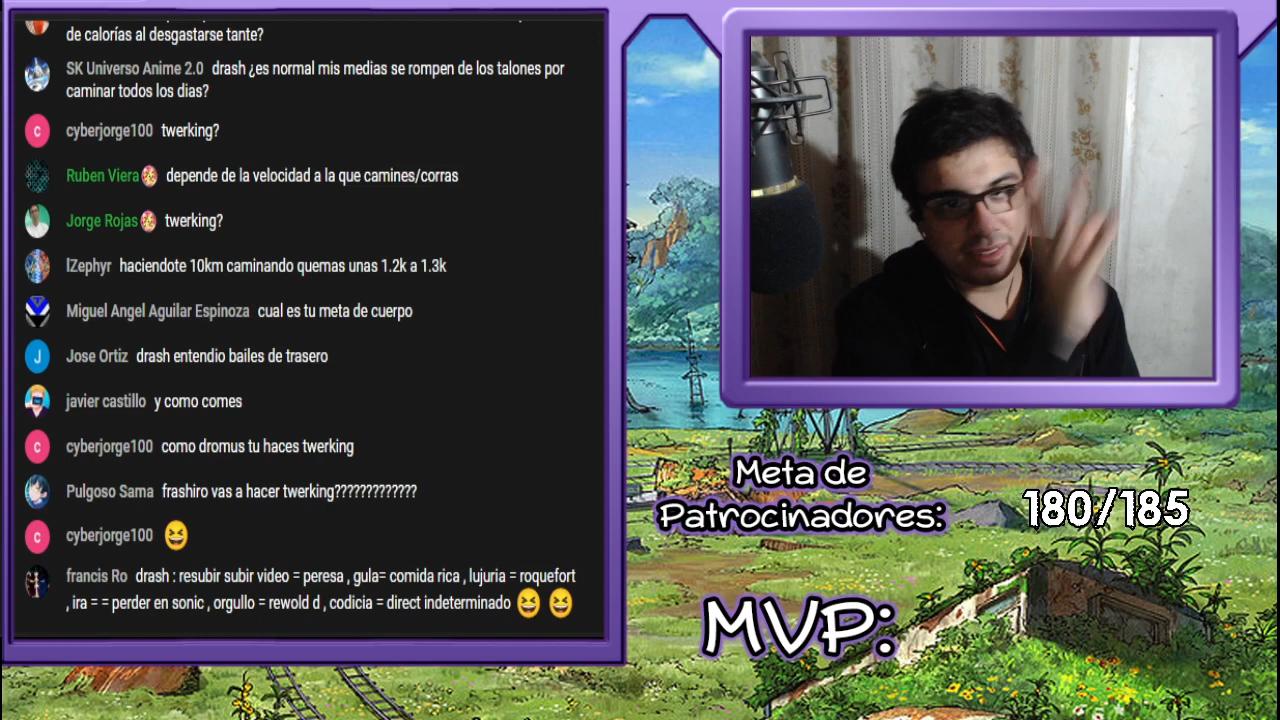 de calorías al desgastarse tante?
SK Universo Anime 2.0 drash ¿es normal mis medias se rompen de los talones por
caminar todos los dias?
C cyberjorge100 twerking?
Ruben Viera depende de la velocidad a la que camines/corras
Jorge Rojas twerking?
lZephyr haciendote 10km caminando quemas unas 1.2k a 1.3k
Miguel Angel Aguilar Espinoza cual es tu meta de cuerpo
J Jose Ortiz drash entendio bailes de trasero
javier castillo y como comes
C cyberjorge100 como dromus tu haces twerking
Pulgoso Sama frashiro vas a hacer twerking?????????????
C cyberjorge100
francis Ro drash : resubir subir video = peresa , gula= comida rica , lujuria = roquefort
, ira = = perder en sonic , orgullo = rewold d , codicia = direct indeterminado
Meta de
Patrocinadores: 180/185
MVP: